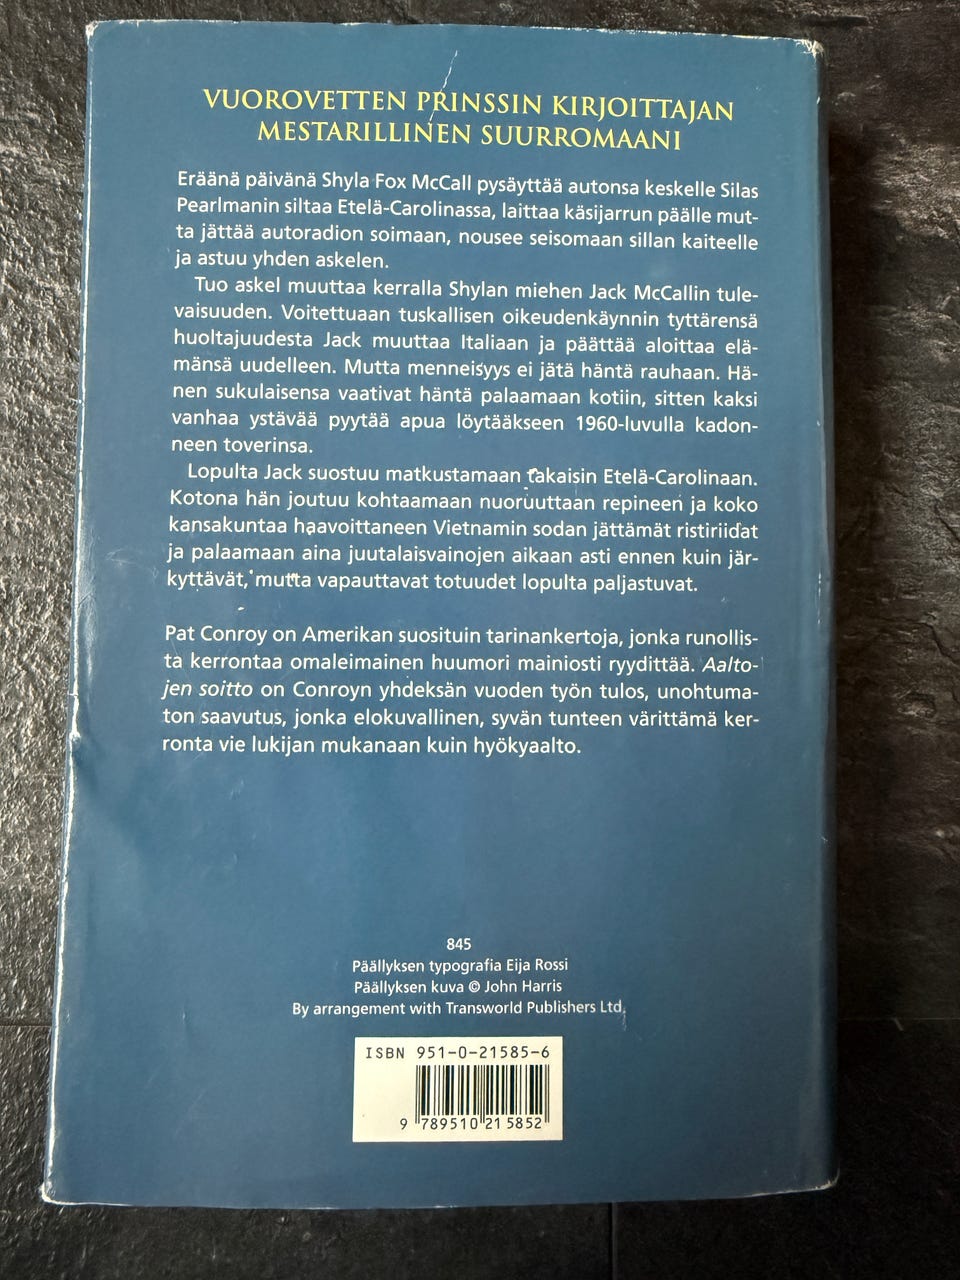 VUOROVETTEN PRINSSIN KIRJOITTAJAN
MESTARILLINEN SUURROMAANI
Eräänä päivänä Shyla Fox McCall pysäyttää autonsa keskelle Silas
Pearlmanin siltaa Etelä-Carolinassa, laittaa käsijarrun päälle mut-
ta jättää autoradion soimaan, nousee seisomaan sillan kaiteelle
ja astuu yhden askelen.
Tuo askel muuttaa kerralla Shylan miehen Jack McCallin tule-
vaisuuden. Voitettuaan tuskallisen oikeudenkäynnin tyttärensä
huoltajuudesta Jack muuttaa Italiaan ja päättää aloittaa elä-
mänsä uudelleen. Mutta menneisyys ei jätä häntä rauhaan. Hä-
nen sukulaisensa vaativat häntä palaamaan kotiin, sitten kaksi
vanhaa ystävää pyytää apua löytääkseen 1960-luvulla kadon-
neen toverinsa.
Lopulta Jack suostuu matkustamaan takaisin Etelä-Carolinaan.
Kotona hän joutuu kohtaamaan nuoruuttaan repineen ja koko
kansakuntaa haavoittaneen Vietnamin sodan jättämät ristiriidat
ja palaamaan aina juutalaisvainojen aikaan asti ennen kuin jär-
kyttävät, mutta vapauttavat totuudet lopulta paljastuvat.
Pat Conroy on Amerikan suosituin tarinankertoja, jonka runollis-
ta kerrontaa omaleimainen huumori mainiosti ryydittää. Aalto-
jen soitto on Conroyn yhdeksän vuoden työn tulos, unohtuma-
ton saavutus, jonka elokuvallinen, syvän tunteen värittämä ker-
ronta vie lukijan mukanaan kuin hyökyaalto.
845
Päällyksen typografia Eija Rossi
Päällyksen kuva © John Harris
By arrangement with Transworld Publishers Ltd.
ISBN 951-0-21585-6
9 789510 215852